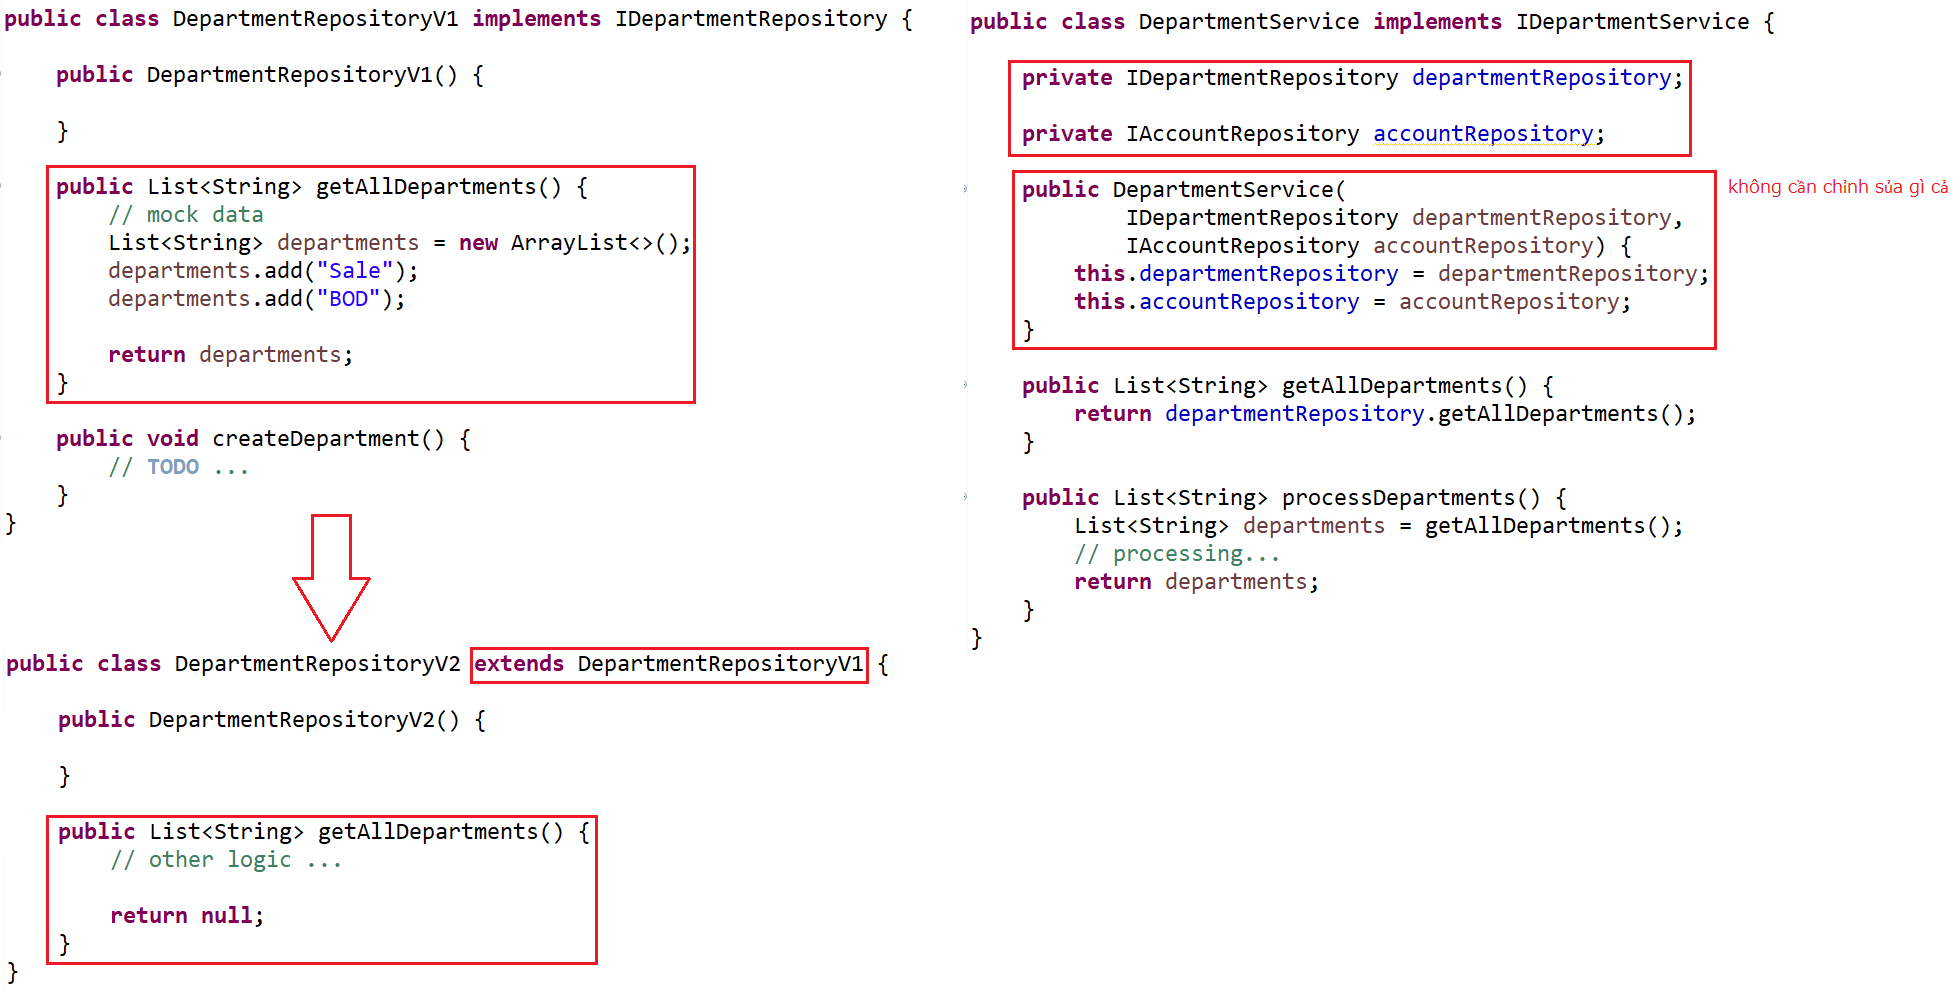 public class DepartmentRepositoryV1 implements IDepartmentRepository {
public DepartmentRepositoryV1() {
}
public List<String> getAllDepartments() {
// mock data
List<String> departments = new ArrayList<>();
departments.add("Sale");
departments.add("BOD");
return departments;
}
public void createDepartment() {
// TODO ...
}
}
public class DepartmentRepositoryV2 extends DepartmentRepositoryV1 {
public DepartmentRepositoryV2() {
}
public List<String> getAllDepartments() {
// other logic ...
return null;
}
}
public class DepartmentService implements IDepartmentService {
private IDepartmentRepository departmentRepository;
private IAccountRepository accountRepository;
public DepartmentService(
IDepartmentRepository departmentRepository,
IAccountRepository accountRepository) {
this.departmentRepository = departmentRepository;
this.accountRepository = accountRepository;
}
không cần chỉnh sủa gì cả
public List<String> getAllDepartments() {
return departmentRepository.getAllDepartments();
}
public List<String> processDepartments() {
List<String> departments = getAllDepartments();
// processing...
return departments;
}
}